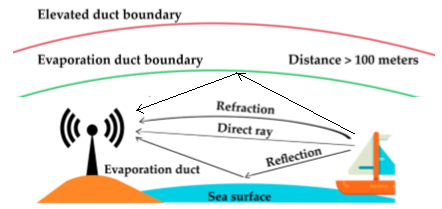 Elevated duct boundary
Evaporation duct boundary
Distance > 100 meters
Refraction
Direct ray
Reflection
Evaporation duct
Sea surface